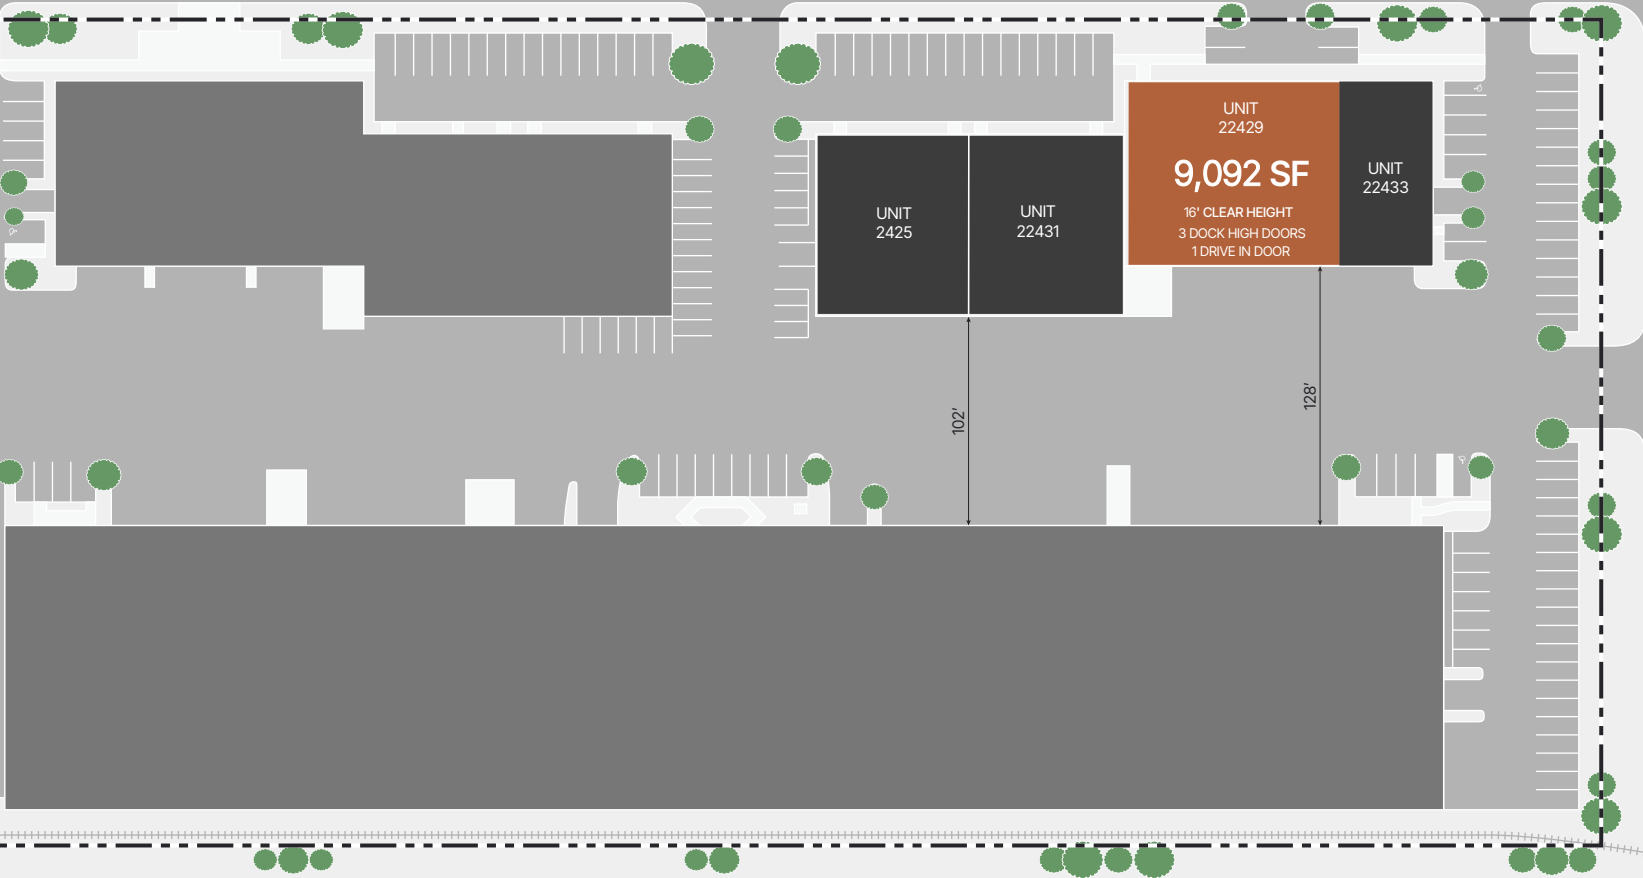 UNIT
2425
UNIT
22431
UNIT
22429
9,092 SF
16' CLEAR HEIGHT
3 DOCK HIGH DOORS
1 DRIVE IN DOOR
UNIT
22433
102'
128'